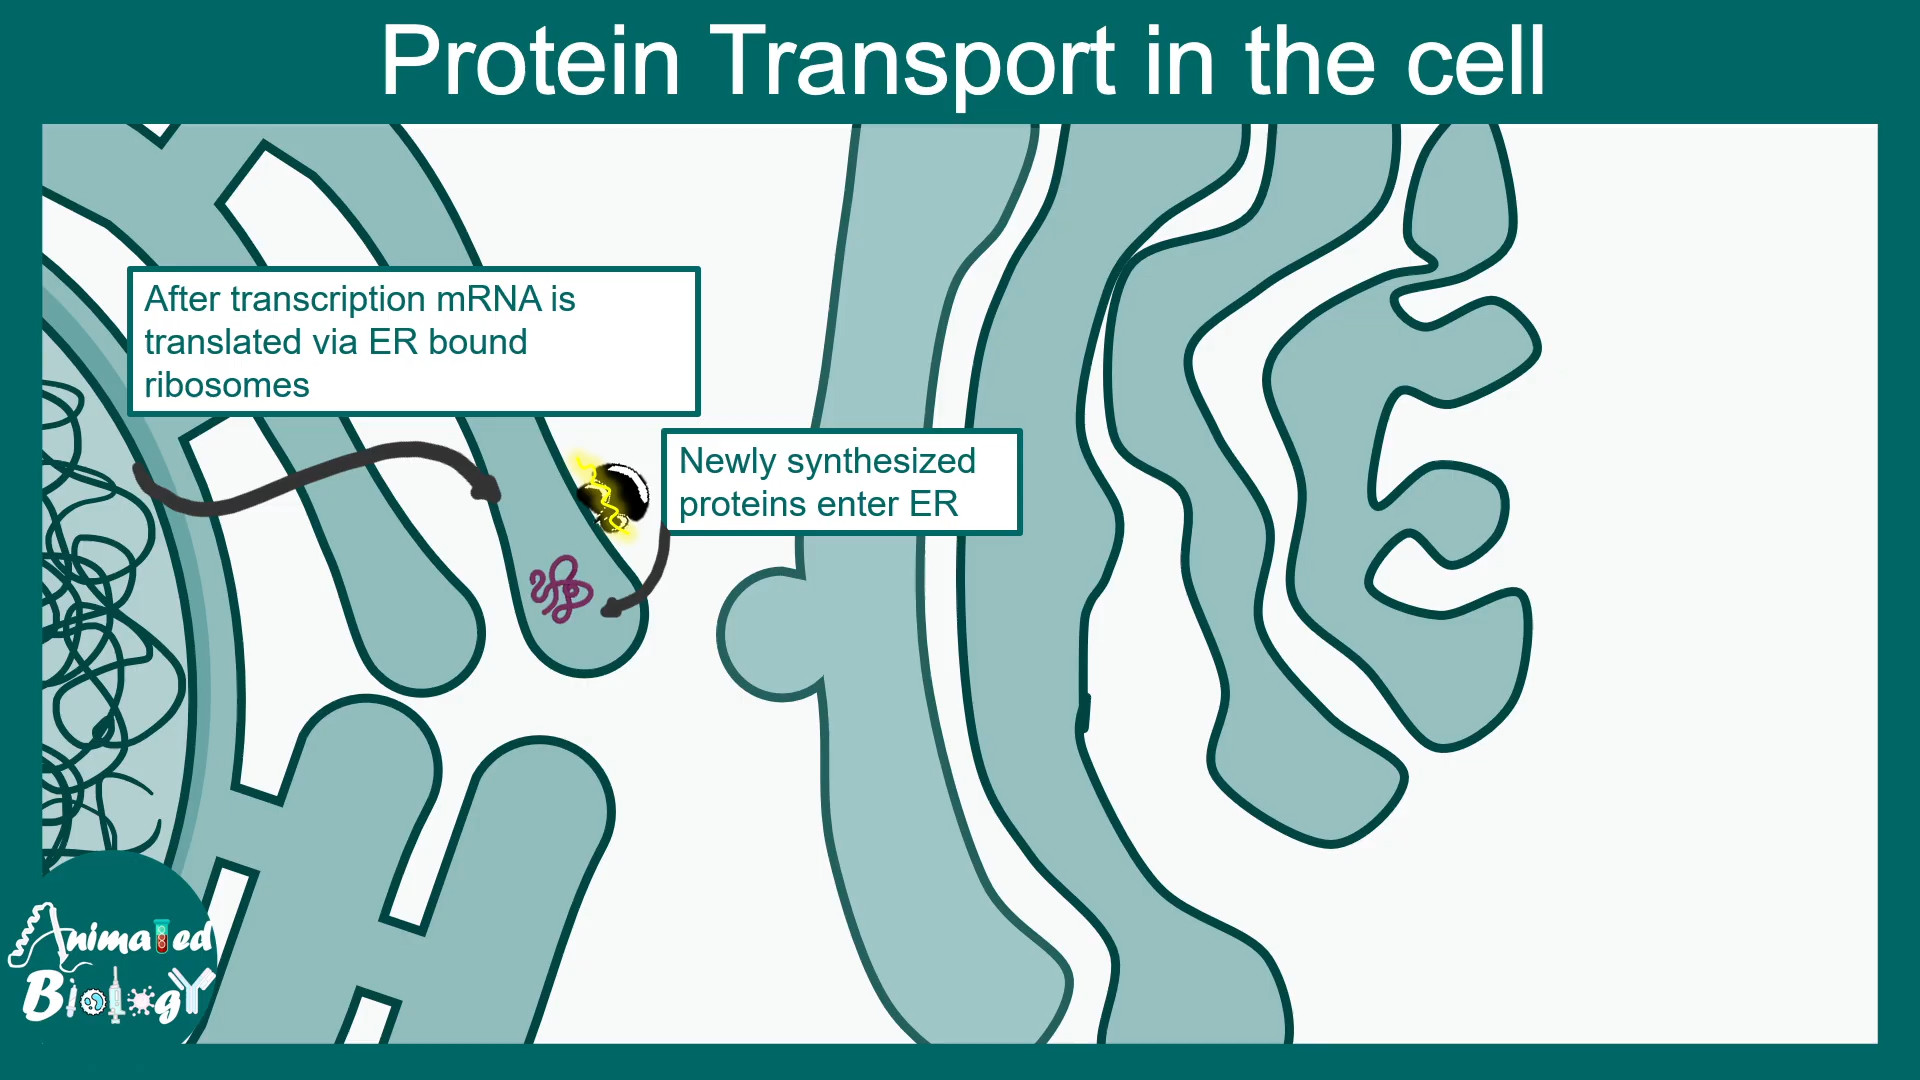 Protein Transport in the cell
After transcription mRNA is
translated via ER bound
ribosomes
Newly synthesized
proteins enter ER
Animated
Biology